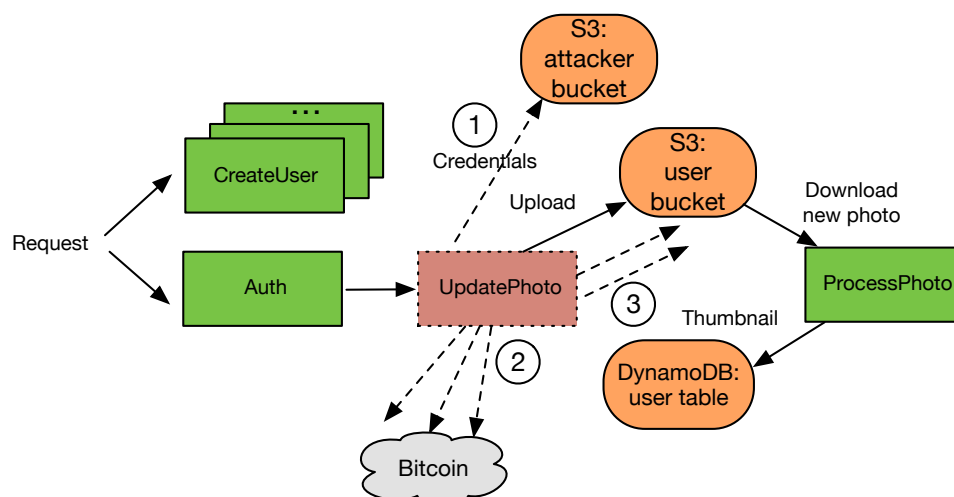 S3:
attacker
bucket
...
1
Credentials
CreateUser
S3:
user
bucket
Download
new photo
Upload
Request
Auth
UpdatePhoto
ProcessPhoto
3
Thumbnail
2
DynamoDB:
user table
Bitcoin